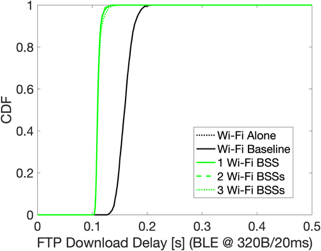 1
0.8
0.6
0.4
0.2
0
CDF
0
0.1
0.2
0.3
0.4
0.5
FTP Download Delay [s] (BLE @ 320B/20ms)
Wi-Fi Alone
Wi-Fi Baseline
1 Wi-Fi BSS
2 Wi-Fi BSSs
3 Wi-Fi BSSs